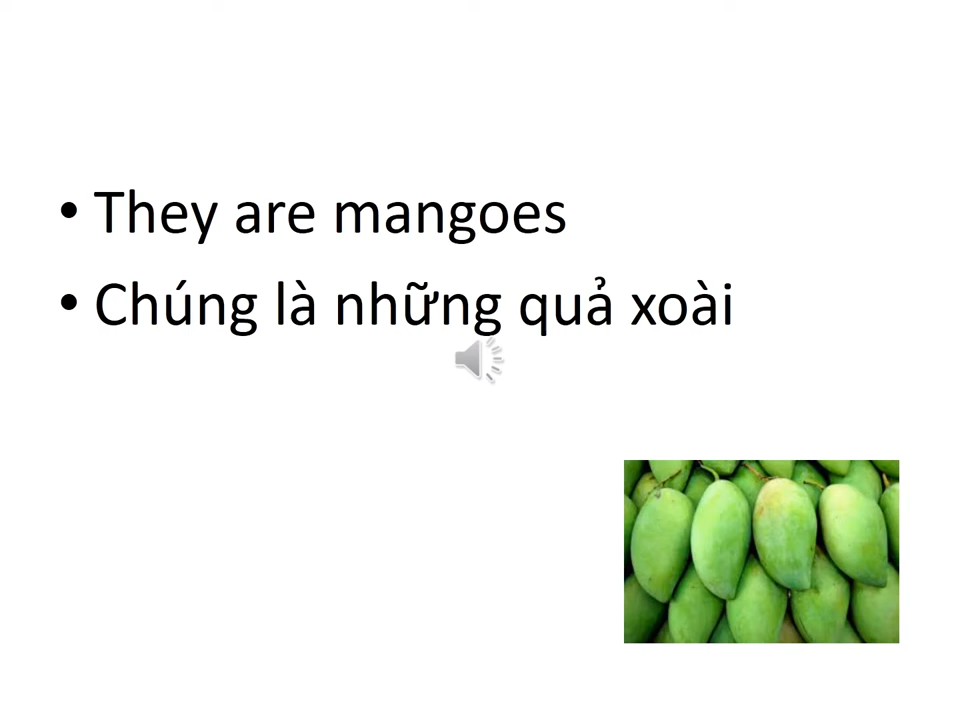 • They are mangoes
• Chúng là những quả xoài